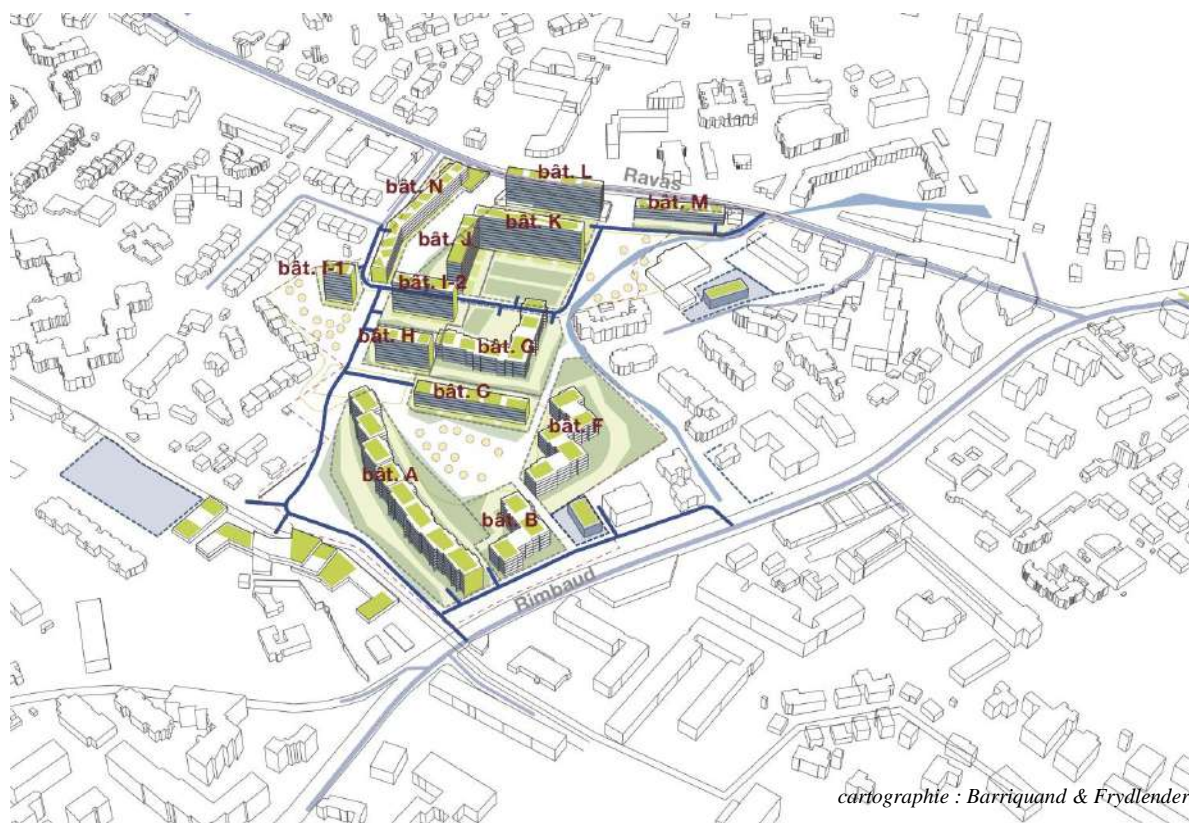 bât. L
Ravas
bât. N
bât. M
bât. K
bât. J
bât. I-1
bât. I-2
bât. H
bât. G
bât. C
bât. F
bât. A
bât. B
Rimbaud
cartographie : Barriquand & Frydlender